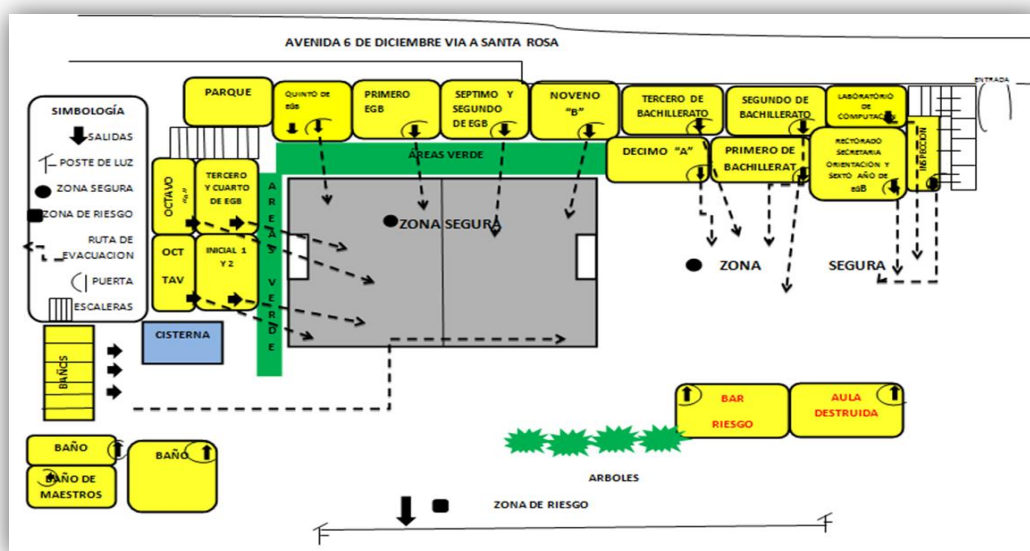 AVENIDA 6 DE DICIEMBRE VIA A SANTA ROSA
ENTRADA
SIMBOLOGÍA
SALIDAS
POSTE DE LUZ
ZONA SEGURA
ZONA DE RIESGO
RUTA DE
EVACUACION
PUERTA
ESCALERAS
PARQUE
QUINTO DE
EGB
PRIMERO
EGB
SEPTIMO Y
SEGUNDO
DE EGB
NOVENO
"B"
TERCERO DE
BACHILLERATO
SEGUNDO DE
BACHILLERATO
LABORATORIO
DE
COMPUTACIO
DECIMO "A"
PRIMERO DE
BACHILLERAT
RECTORADO
SECRETARIA
ORIENTACION Y
SEXTO AÑO DE
EGB
INSPECCION
AREAS VERDE
OCTAVO
TERCERO
Y CUARTO
DE EGB
AREAS VERDE
OCT
TAV
INICIAL 1
Y 2
ZONA SEGURA
ZONA SEGURA
CISTERNA
BAÑOS
BAÑO
BAÑO DE
MAESTROS
BAÑO
BAR
RIESGO
AULA
DESTRUIDA
ARBOLES
ZONA DE RIESGO